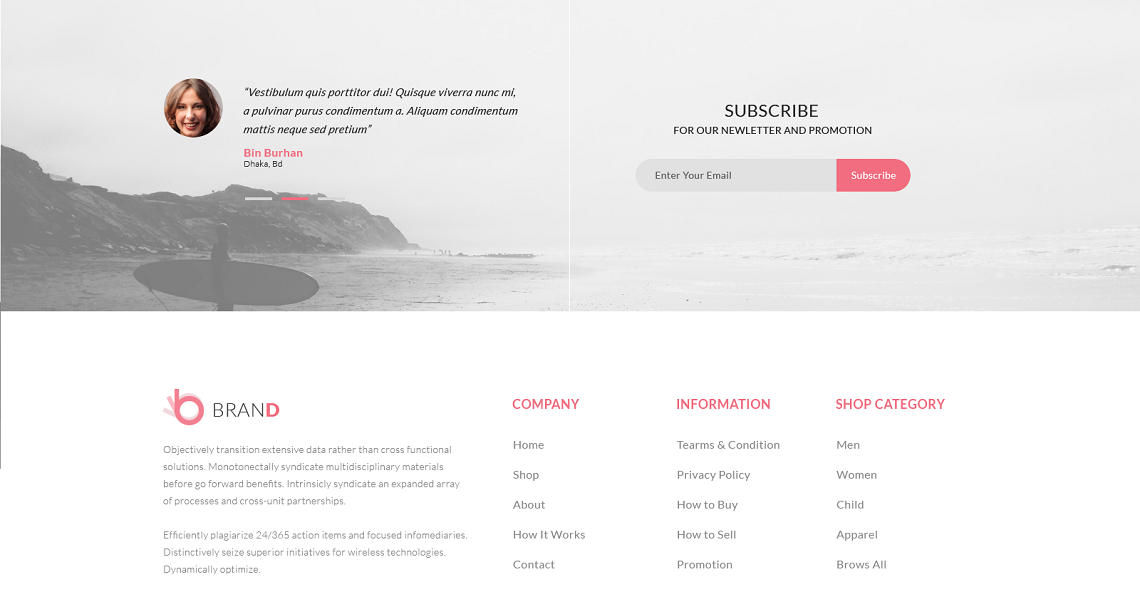 “Vestibulum quis porttitor dui! Quisque viverra nunc mi,
a pulvinar purus condimentum a. Aliquam condimentum
mattis neque sed pretium”
Bin Burhan
Dhaka, Bd
SUBSCRIBE
FOR OUR NEWLETTER AND PROMOTION
Enter Your Email
Subscribe
BRAND
Objectively transition extensive data rather than cross functional
solutions. Monotonectally syndicate multidisciplinary materials
before go forward benefits. Intrinsicly syndicate an expanded array
of processes and cross-unit partnerships.
Efficiently plagiarize 24/365 action items and focused infomediaries.
Distinctively seize superior initiatives for wireless technologies.
Dynamically optimize.
COMPANY
Home
Shop
About
How It Works
Contact
INFORMATION
Tearms & Condition
Privacy Policy
How to Buy
How to Sell
Promotion
SHOP CATEGORY
Men
Women
Child
Apparel
Brows All